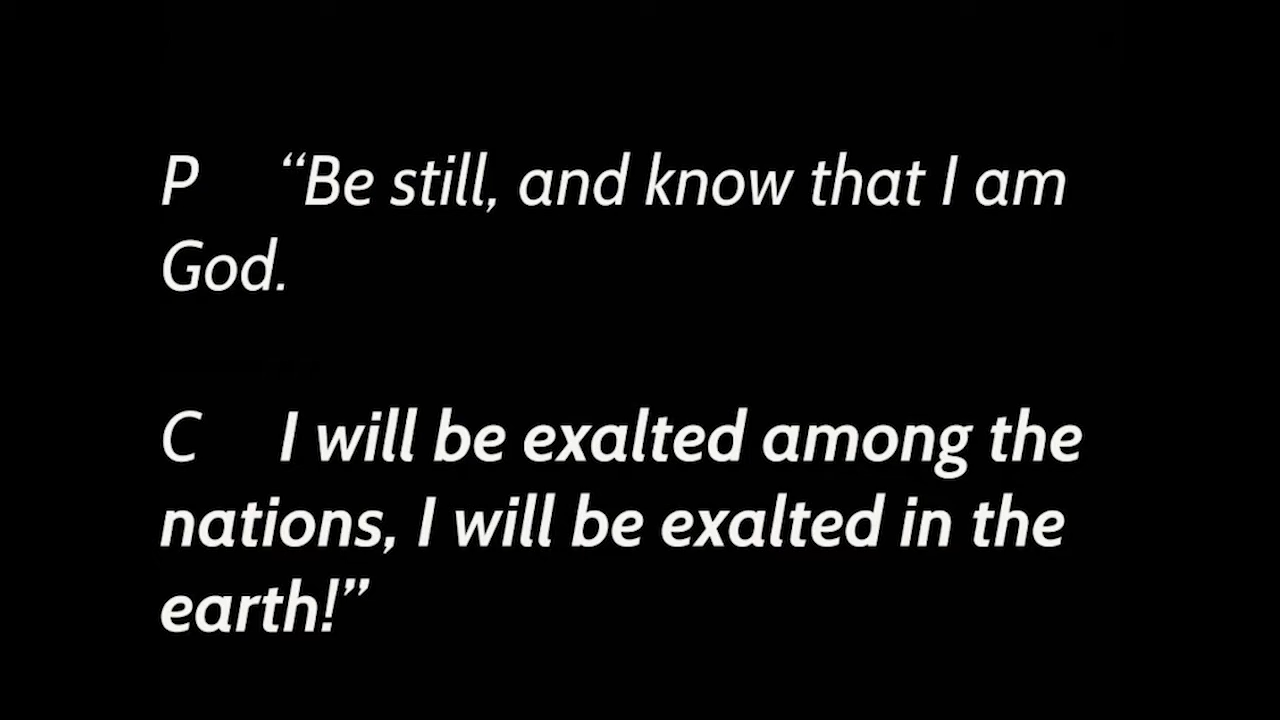 P “Be still, and know that I am
God.
C I will be exalted among the
nations, I will be exalted in the
earth!”